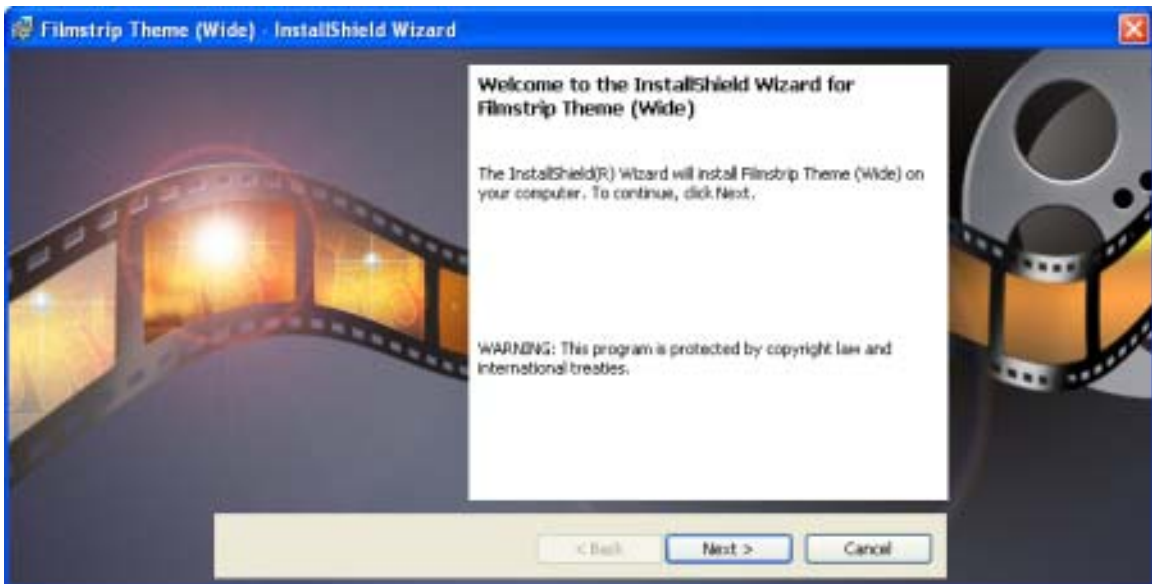 Filmstrip Theme (Wide) - InstallShield Wizard
Welcome to the InstallShield Wizard for
Filmstrip Theme (Wide)
The InstallShield(R) Wizard will install Filmstrip Theme (Wide) on
your computer. To continue, click Next.
WARNING: This program is protected by copyright law and
international treaties.
< Back
Next >
Cancel